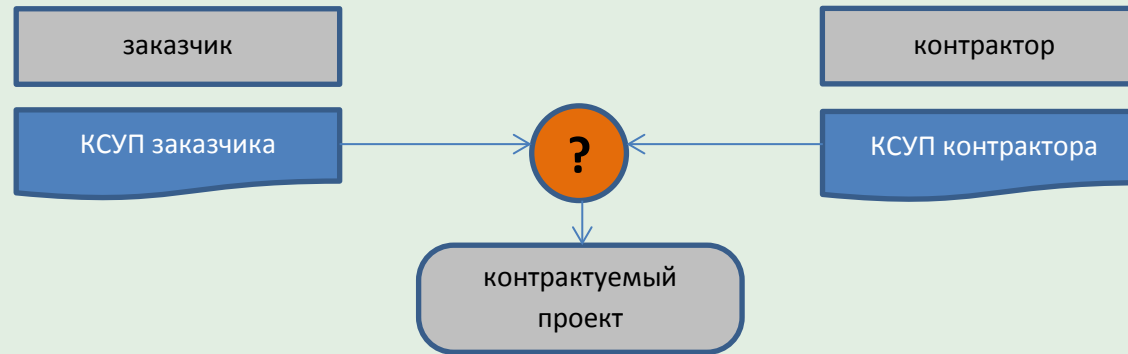 заказчик
контрактор
КСУП заказчика
?
КСУП контрактора
контрактуемый
проект